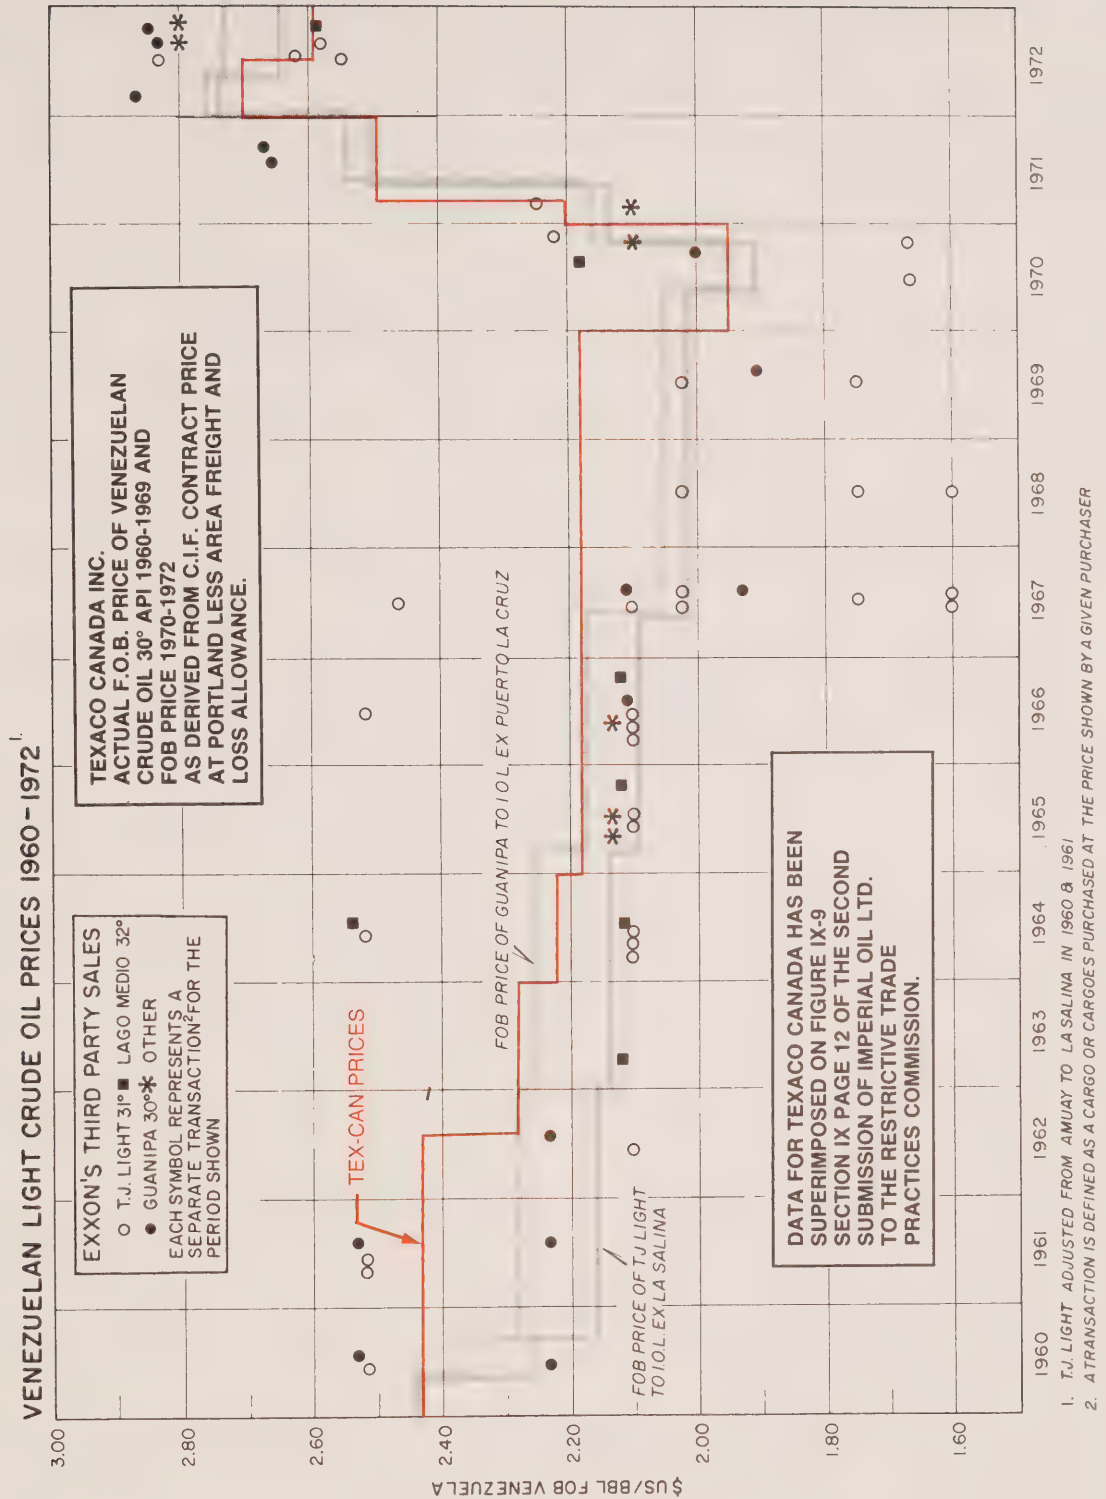 VENEZUELAN LIGHT CRUDE OIL PRICES 1960-1972 1.
EXXON'S THIRD PARTY SALES
○ T.J. LIGHT 31° ■ LAGO MEDIO 32°
● GUANIPA 30° ✱ OTHER
EACH SYMBOL REPRESENTS A
SEPARATE TRANSACTION2 FOR THE
PERIOD SHOWN
TEXACO CANADA INC.
ACTUAL F.O.B. PRICE OF VENEZUELAN
CRUDE OIL 30° API 1960-1969 AND
FOB PRICE 1970-1972
AS DERIVED FROM C.I.F. CONTRACT PRICE
AT PORTLAND LESS AREA FREIGHT AND
LOSS ALLOWANCE.
TEX-CAN PRICES
FOB PRICE OF GUANIPA TO I O L EX PUERTO LA CRUZ
FOB PRICE OF T.J. LIGHT
TO I.O.L. EX LA SALINA
DATA FOR TEXACO CANADA HAS BEEN
SUPERIMPOSED ON FIGURE IX-9
SECTION IX PAGE 12 OF THE SECOND
SUBMISSION OF IMPERIAL OIL LTD.
TO THE RESTRICTIVE TRADE
PRACTICES COMMISSION.
3.00
2.80
2.60
2.40
2.20
2.00
1.80
1.60
$US/BBL FOB VENEZUELA
1960
1961
1962
1963
1964
1965
1966
1967
1968
1969
1970
1971
1972
1. T.J. LIGHT ADJUSTED FROM AMUAY TO LA SALINA IN 1960 & 1961
2. A TRANSACTION IS DEFINED AS A CARGO OR CARGOES PURCHASED AT THE PRICE SHOWN BY A GIVEN PURCHASER